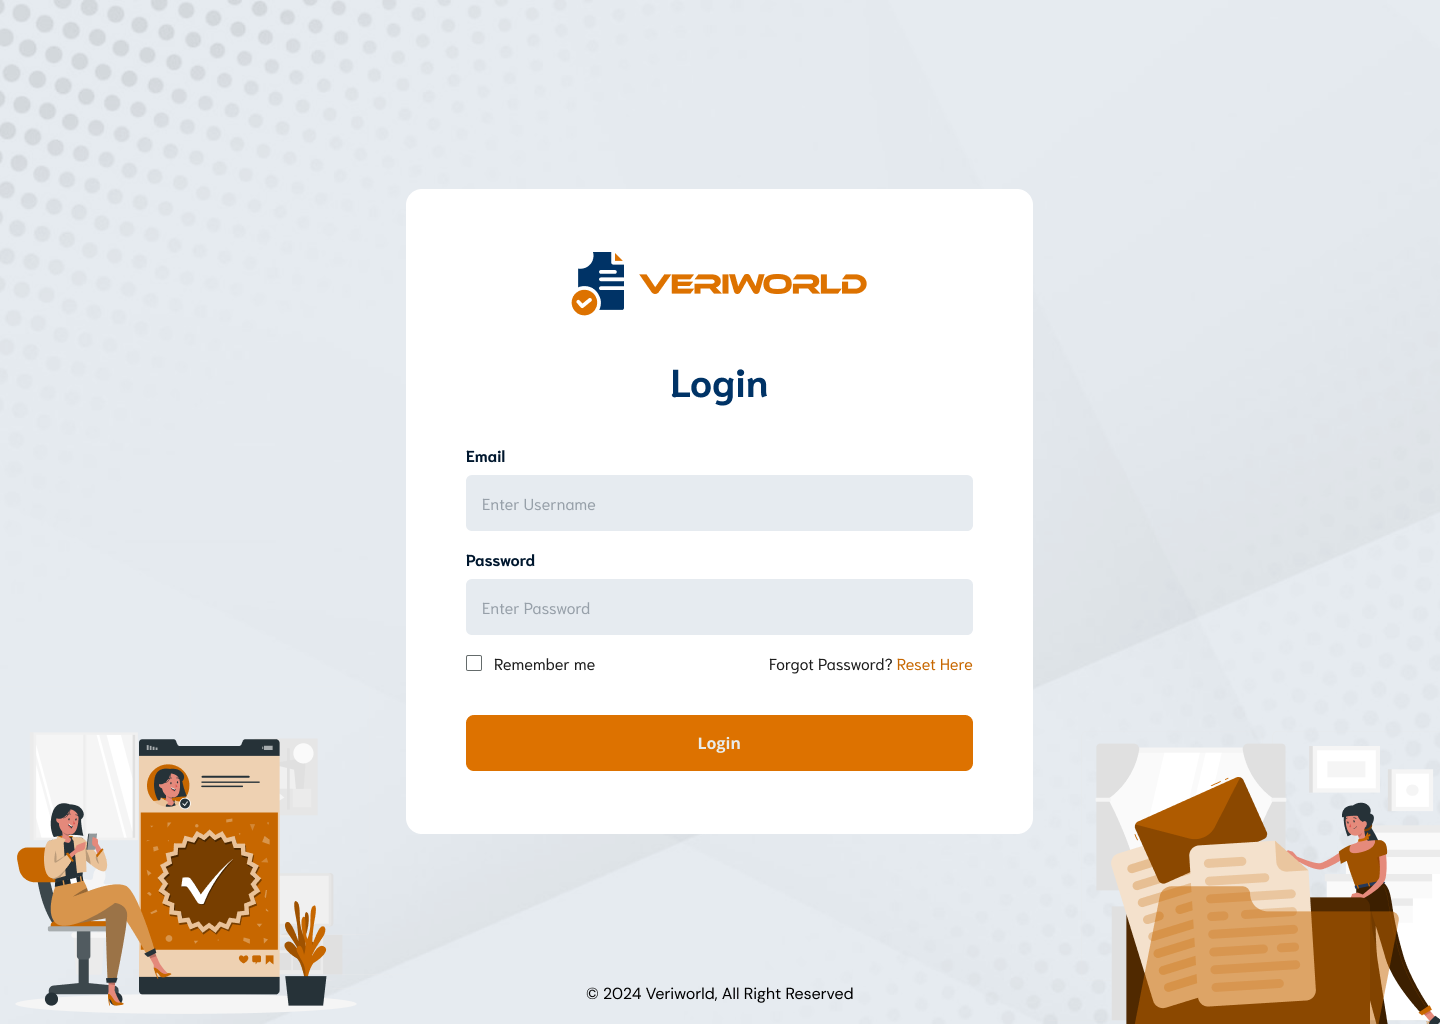 VERIWORLD
Login
Email
Enter Username
Password
Enter Password
Remember me
Forgot Password? Reset Here
Login
© 2024 Veriworld, All Right Reserved